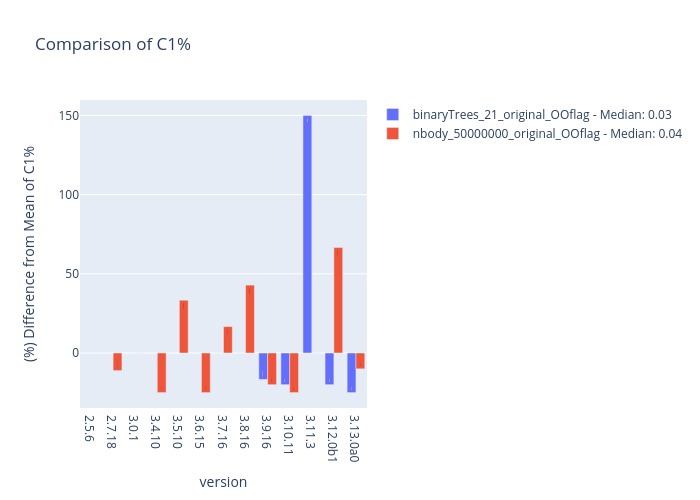 Comparison of C1%
binaryTrees_21_original_OOflag - Median: 0.03
nbody_50000000_original_OOflag - Median: 0.04
(%) Difference from Mean of C1%
150
100
50
0
2.5.6
2.7.18
3.0.1
3.4.10
3.5.10
3.6.15
3.7.16
3.8.16
3.9.16
3.10.11
3.11.3
3.12.0b1
3.13.0a0
version